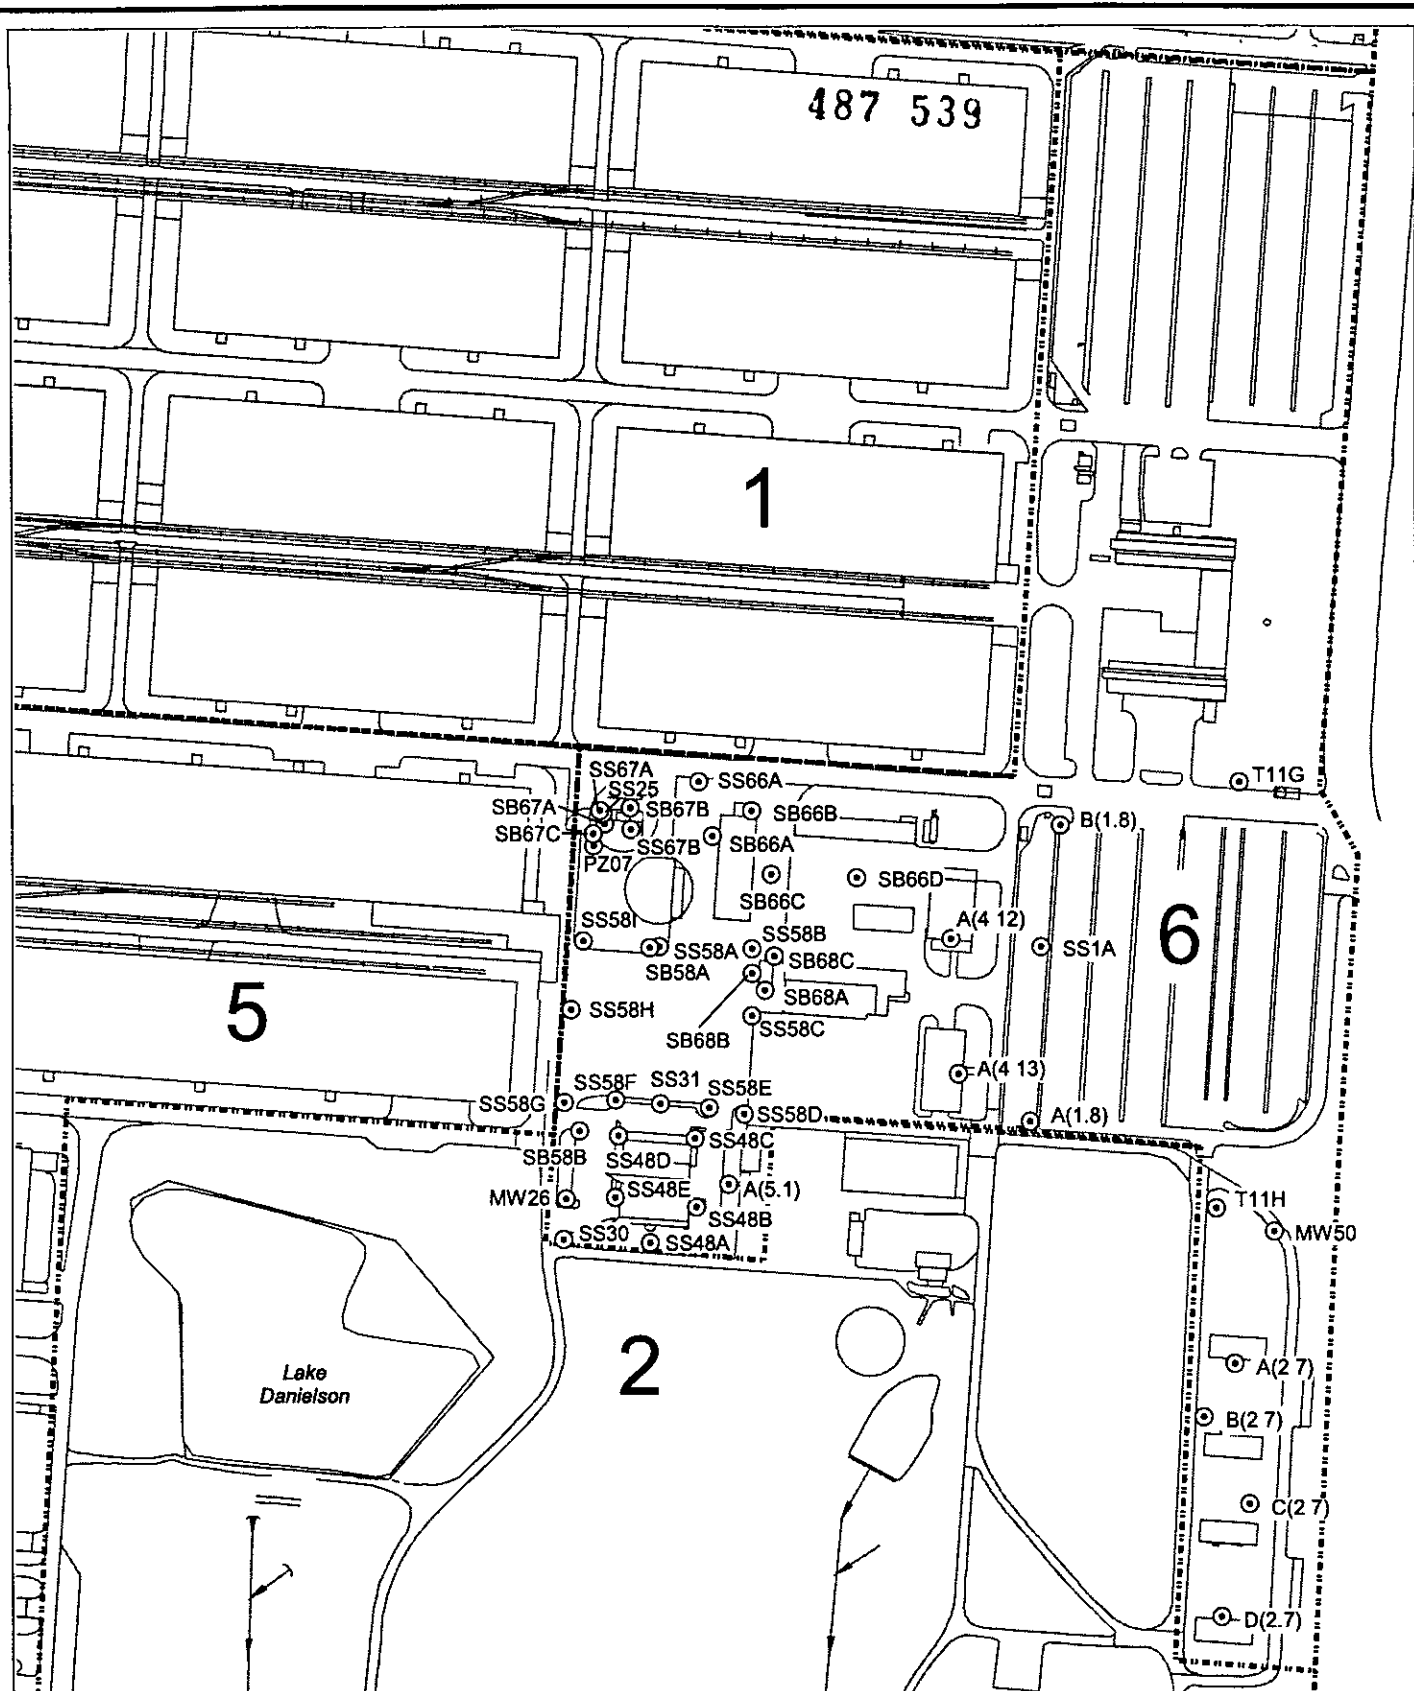 487 539
1
SS67A
SS25
SS66A
T11G
SB67A
SB67B
SB66B
B(1.8)
SB67C
SS67B
SB66A
PZ07
SB66D
SB66C
A(4 12)
6
SS58I
SS58A
SS58B
SS1A
SB58A
SB68C
SB68A
5
SS58H
SS58C
SB68B
A(4 13)
SS58F
SS31
SS58E
SS58G
SS58D
A(1.8)
SB58B
SS48D
SS48C
MW26
SS48E
A(5.1)
T11H
SS48B
MW50
SS30
SS48A
2
Lake
Danielson
A(2 7)
B(2 7)
C(2 7)
D(2.7)